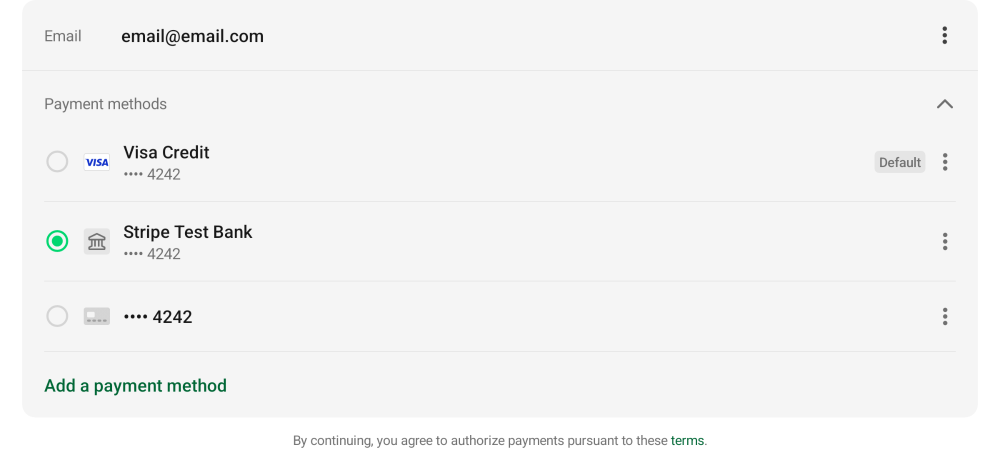 Email email@email.com
Payment methods
VISA Visa Credit
•••• 4242
Default
Stripe Test Bank
•••• 4242
•••• 4242
Add a payment method
By continuing, you agree to authorize payments pursuant to these terms.